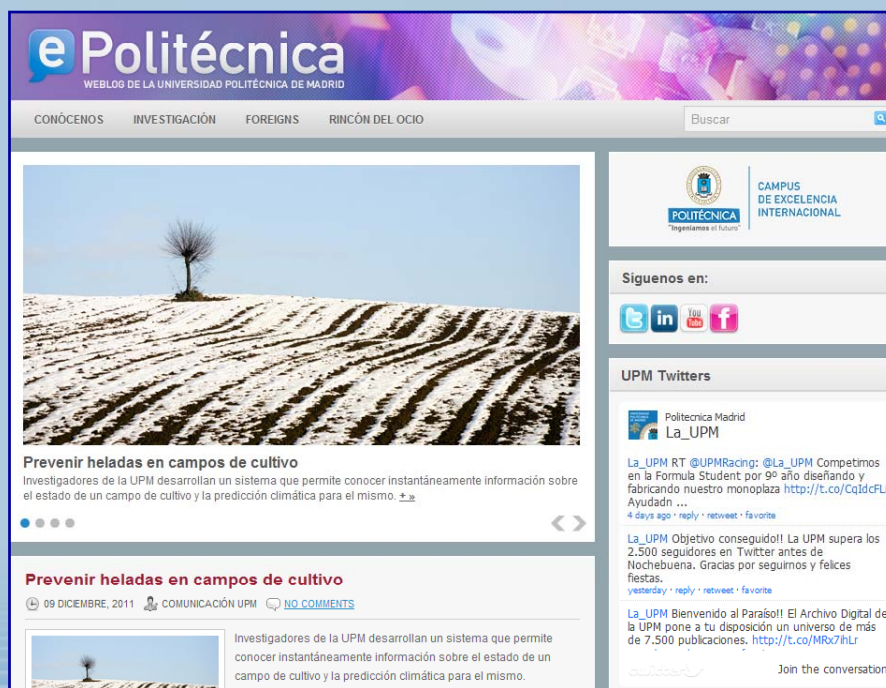 e Politécnica
WEBLOG DE LA UNIVERSIDAD POLITÉCNICA DE MADRID
CONÓCENOS INVESTIGACIÓN FOREIGNS RINCÓN DEL OCIO
Buscar
POLITÉCNICA
"Ingeniamos el futuro"
CAMPUS
DE EXCELENCIA
INTERNACIONAL
Prevenir heladas en campos de cultivo
Investigadores de la UPM desarrollan un sistema que permite conocer instantáneamente información sobre
el estado de un campo de cultivo y la predicción climática para el mismo. + »
Siguenos en:
in You Tube f
UPM Twitters
Politecnica Madrid
La_UPM
La_UPM RT @UPMRacing: @La_UPM Competimos
en la Formula Student por 9º año diseñando y
fabricando nuestro monoplaza
Ayudadn ...
4 days ago · reply · retweet · favorite
La_UPM Objetivo conseguido!! La UPM supera los
2.500 seguidores en Twitter antes de
Nochebuena. Gracias por seguirnos y felices
fiestas.
yesterday · reply · retweet · favorite
La_UPM Bienvenido al Paraíso!! El Archivo Digital de
la UPM pone a tu disposición un universo de más
de 7.500 publicaciones. http://t.co/MRx7ihLr
twitter
Join the conversation
Prevenir heladas en campos de cultivo
09 DICIEMBRE, 2011 COMUNICACIÓN UPM NO COMMENTS
Investigadores de la UPM desarrollan un sistema que permite
conocer instantáneamente información sobre el estado de un
campo de cultivo y la predicción climática para el mismo.